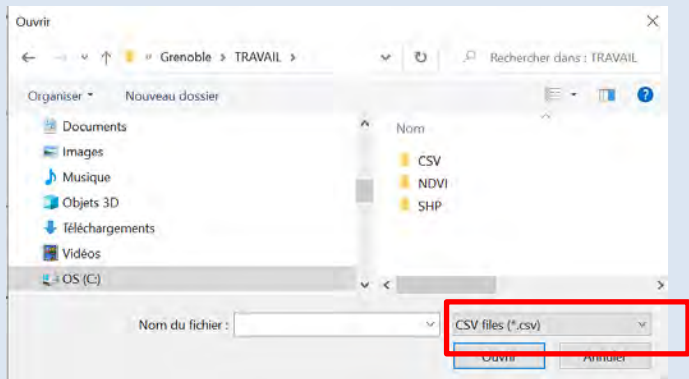 Ouvrir
Grenoble > TRAVAIL >
Rechercher dans : TRAVAIL
Organiser
Nouveau dossier
Documents
Images
Musique
Objets 3D
Téléchargements
Vidéos
OS (C:)
Nom
CSV
NDVI
SHP
Nom du fichier :
CSV files (*.csv)
Ouvrir
Annuler